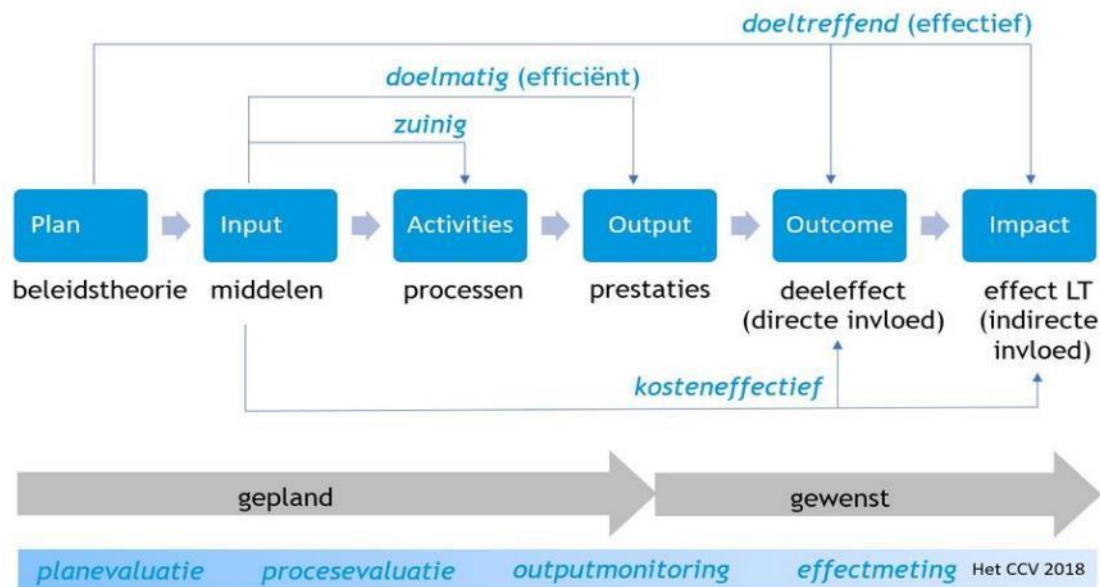 doeltreffend (effectief)
doelmatig (efficiënt)
zuinig
Plan
Input
Activities
Output
Outcome
Impact
beleidstheorie
middelen
processen
prestaties
deeleffect
(directe invloed)
effect LT
(indirecte
invloed)
kosteneffectief
gepland
gewenst
planevaluatie
procesevaluatie
outputmonitoring
effectmeting
Het CCV 2018